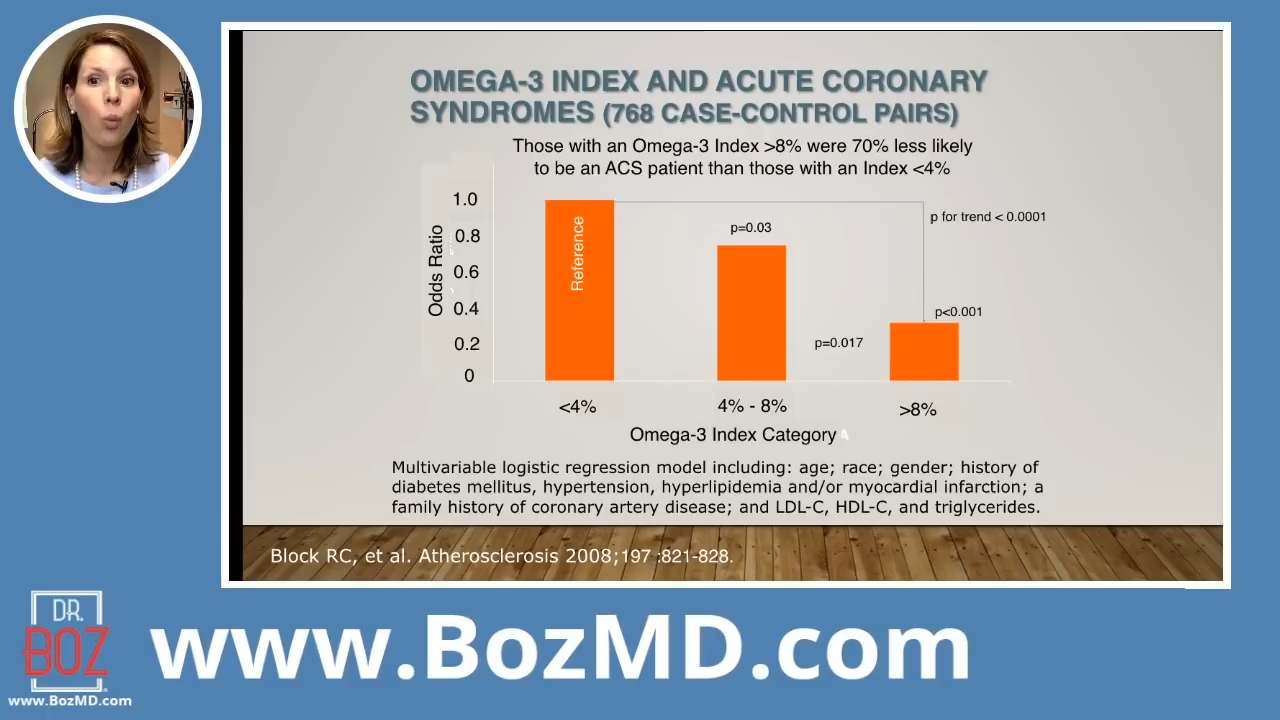 OMEGA-3 INDEX AND ACUTE CORONARY
SYNDROMES (768 CASE-CONTROL PAIRS)
Those with an Omega-3 Index >8% were 70% less likely
to be an ACS patient than those with an Index <4%
Odds Ratio
1.0
0.8
0.6
0.4
0.2
0
Reference
p=0.03
p=0.017
p for trend < 0.0001
p<0.001
<4%
4% - 8%
>8%
Omega-3 Index Category
Multivariable logistic regression model including: age; race; gender; history of
diabetes mellitus, hypertension, hyperlipidemia and/or myocardial infarction; a
family history of coronary artery disease; and LDL-C, HDL-C, and triglycerides.
Block RC, et al. Atherosclerosis 2008;197 :821-828.
DR.
BOZ
www.BozMD.com
www.BozMD.com